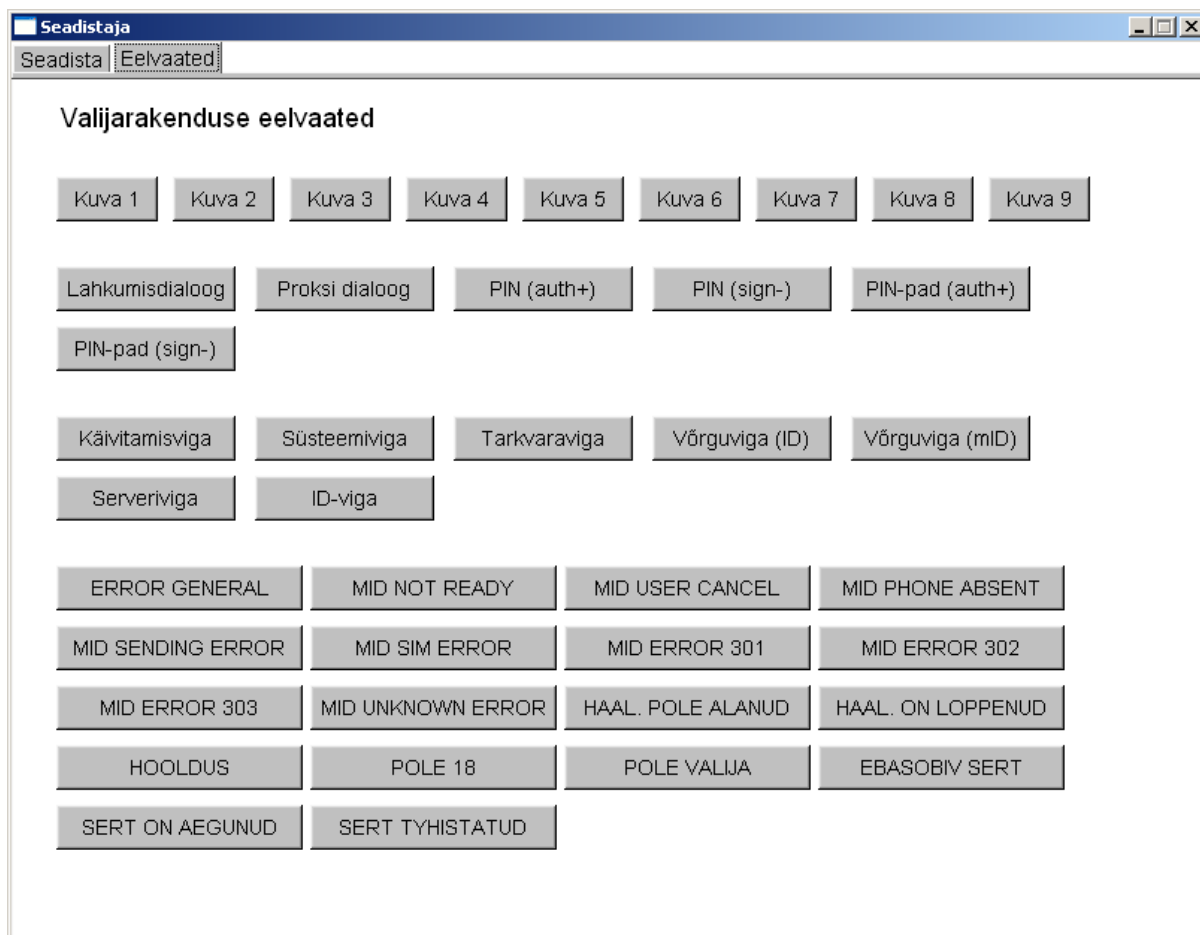 Seadistaja
Seadista Eelvaated
Valijarakenduse eelvaated
Kuva 1 Kuva 2 Kuva 3 Kuva 4 Kuva 5 Kuva 6 Kuva 7 Kuva 8 Kuva 9
Lahkumisdialoog Proksi dialoog PIN (auth+) PIN (sign-) PIN-pad (auth+)
PIN-pad (sign-)
Käivitamisviga Süsteemiviga Tarkvaraviga Võrguviga (ID) Võrguviga (mID)
Serveriviga ID-viga
ERROR GENERAL MID NOT READY MID USER CANCEL MID PHONE ABSENT
MID SENDING ERROR MID SIM ERROR MID ERROR 301 MID ERROR 302
MID ERROR 303 MID UNKNOWN ERROR HAAL. POLE ALANUD HAAL. ON LOPPENUD
HOOLDUS POLE 18 POLE VALIJA EBASOBIV SERT
SERT ON AEGUNUD SERT TYHISTATUD